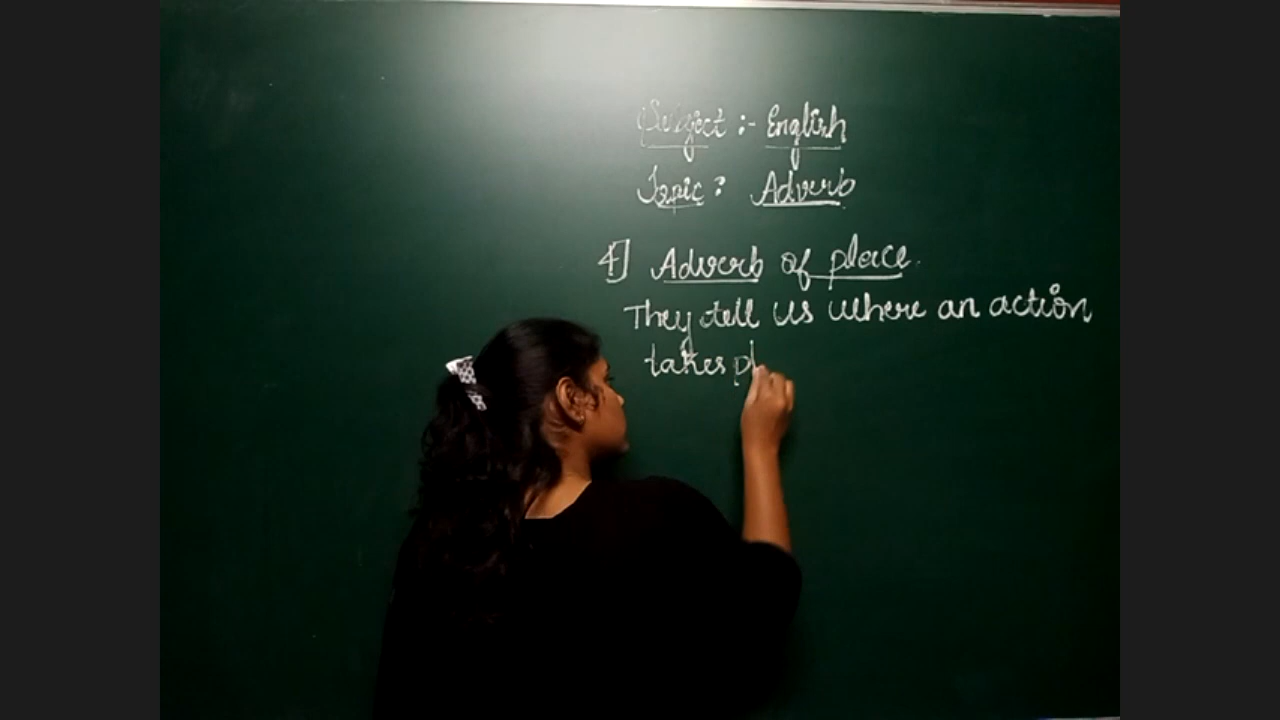 Subject :- English
Topic : Adverb
4] Adverb of place.
They tell us where an action
takes pl